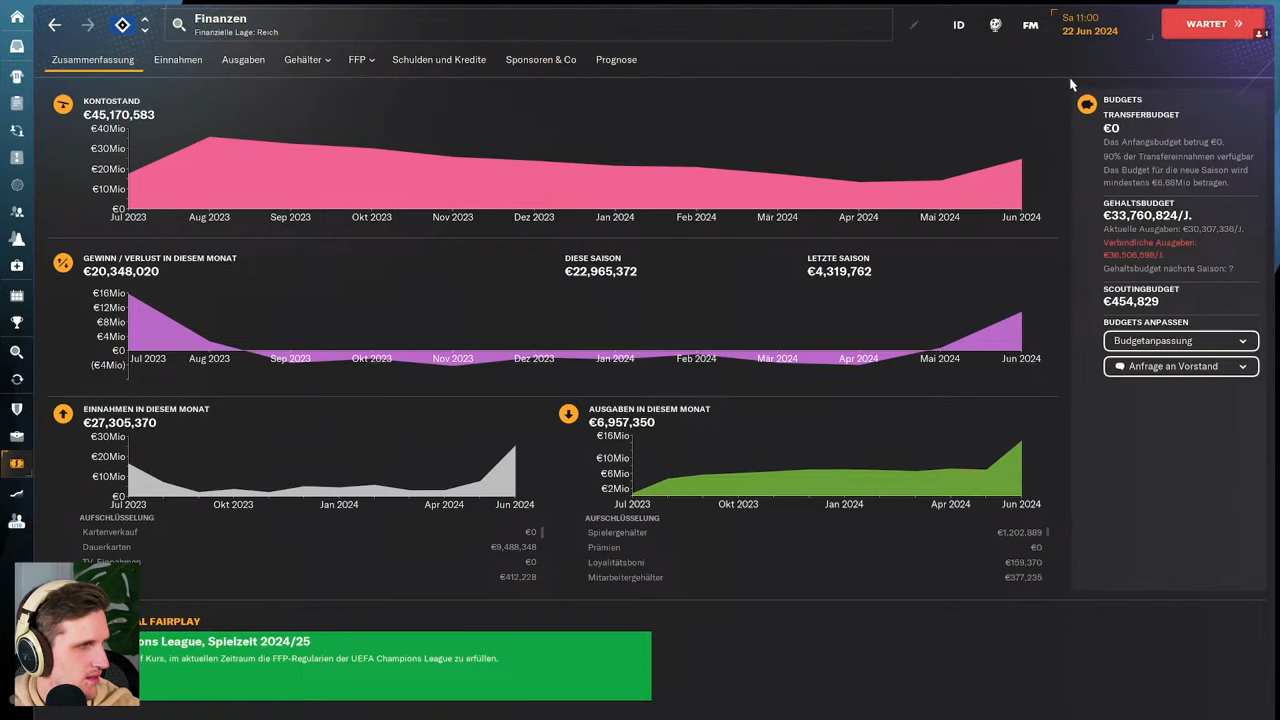 Finanzen
Finanzielle Lage: Reich
ID
FM
Sa 11:00
22 Jun 2024
WARTET
1
Zusammenfassung
Einnahmen
Ausgaben
Gehälter
FFP
Schulden und Kredite
Sponsoren & Co
Prognose
KONTOSTAND
€45,170,583
€40Mio
€30Mio
€20Mio
€10Mio
€0
Jul 2023 Aug 2023 Sep 2023 Okt 2023 Nov 2023 Dez 2023 Jan 2024 Feb 2024 Mär 2024 Apr 2024 Mai 2024 Jun 2024
GEWINN / VERLUST IN DIESEM MONAT
€20,348,020
DIESE SAISON
€22,965,372
LETZTE SAISON
€4,319,762
€16Mio
€12Mio
€8Mio
€4Mio
€0
(€4Mio)
Jul 2023 Aug 2023 Sep 2023 Okt 2023 Nov 2023 Dez 2023 Jan 2024 Feb 2024 Mär 2024 Apr 2024 Mai 2024 Jun 2024
EINNAHMEN IN DIESEM MONAT
€27,305,370
€30Mio
€20Mio
€10Mio
€0
Jul 2023 Okt 2023 Jan 2024 Apr 2024 Jun 2024
AUFSCHLÜSSELUNG
Kartenverkauf €0
Dauerkarten €9,488,348
TV-Einnahmen €0
€412,228
AUSGABEN IN DIESEM MONAT
€6,957,350
€16Mio
€10Mio
€6Mio
€2Mio
Jul 2023 Okt 2023 Jan 2024 Apr 2024 Jun 2024
AUFSCHLÜSSELUNG
Spielergehälter €1,202,889
Prämien €0
Loyalitätsboni €159,370
Mitarbeitergehälter €377,235
BUDGETS
TRANSFERBUDGET
€0
Das Anfangsbudget betrug €0.
90% der Transfereinnahmen verfügbar
Das Budget für die neue Saison wird
mindestens €6.68Mio betragen.
GEHALTSBUDGET
€33,760,824/J.
Aktuelle Ausgaben: €30,307,336/J.
Verbindliche Ausgaben:
€36,506,598/J.
Gehaltsbudget nächste Saison: ?
SCOUTINGBUDGET
€454,829
BUDGETS ANPASSEN
Budgetanpassung
Anfrage an Vorstand
U19
AL FAIRPLAY
ons League, Spielzeit 2024/25
f Kurs, im aktuellen Zeitraum die FFP-Regularien der UEFA Champions League zu erfüllen.